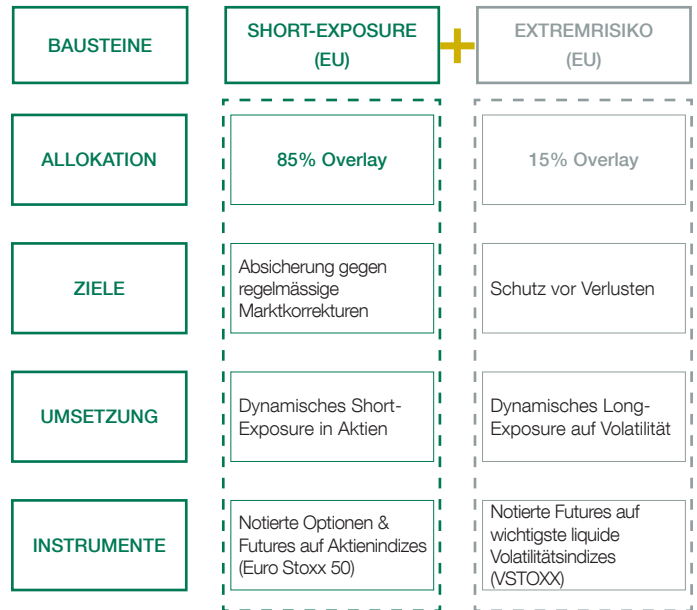 BAUSTEINE
SHORT-EXPOSURE
(EU)
+
EXTREMRISIKO
(EU)
ALLOKATION
85% Overlay
15% Overlay
ZIELE
Absicherung gegen
regelmässige
Marktkorrekturen
Schutz vor Verlusten
UMSETZUNG
Dynamisches Short-
Exposure in Aktien
Dynamisches Long-
Exposure auf Volatilität
INSTRUMENTE
Notierte Optionen &
Futures auf Aktienindizes
(Euro Stoxx 50)
Notierte Futures auf
wichtigste liquide
Volatilitätsindizes
(VSTOXX)